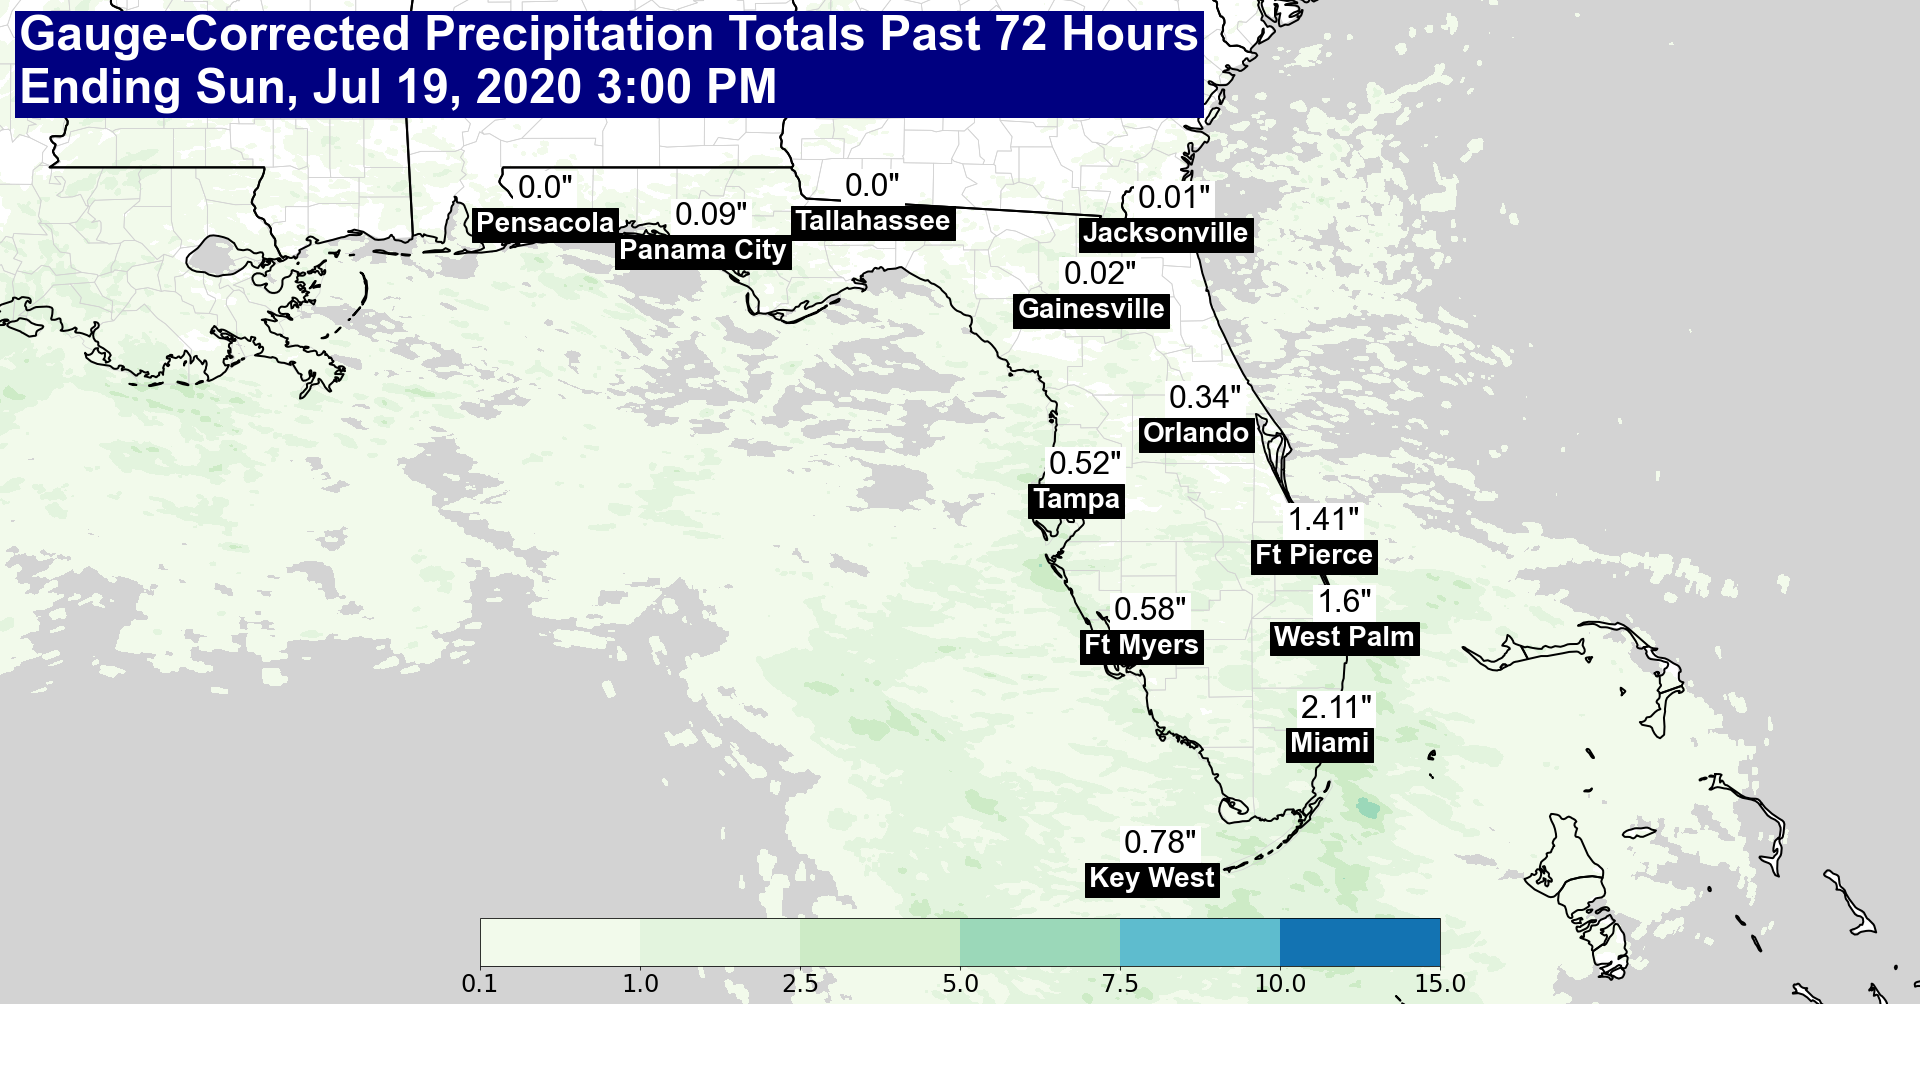 Gauge-Corrected Precipitation Totals Past 72 Hours
Ending Sun, Jul 19, 2020 3:00 PM
0.0"
Pensacola
0.09"
Panama City
0.0"
Tallahassee
0.01"
Jacksonville
0.02"
Gainesville
0.34"
Orlando
0.52"
Tampa
1.41"
Ft Pierce
0.58"
Ft Myers
1.6"
West Palm
2.11"
Miami
0.78"
Key West
0.1 1.0 2.5 5.0 7.5 10.0 15.0